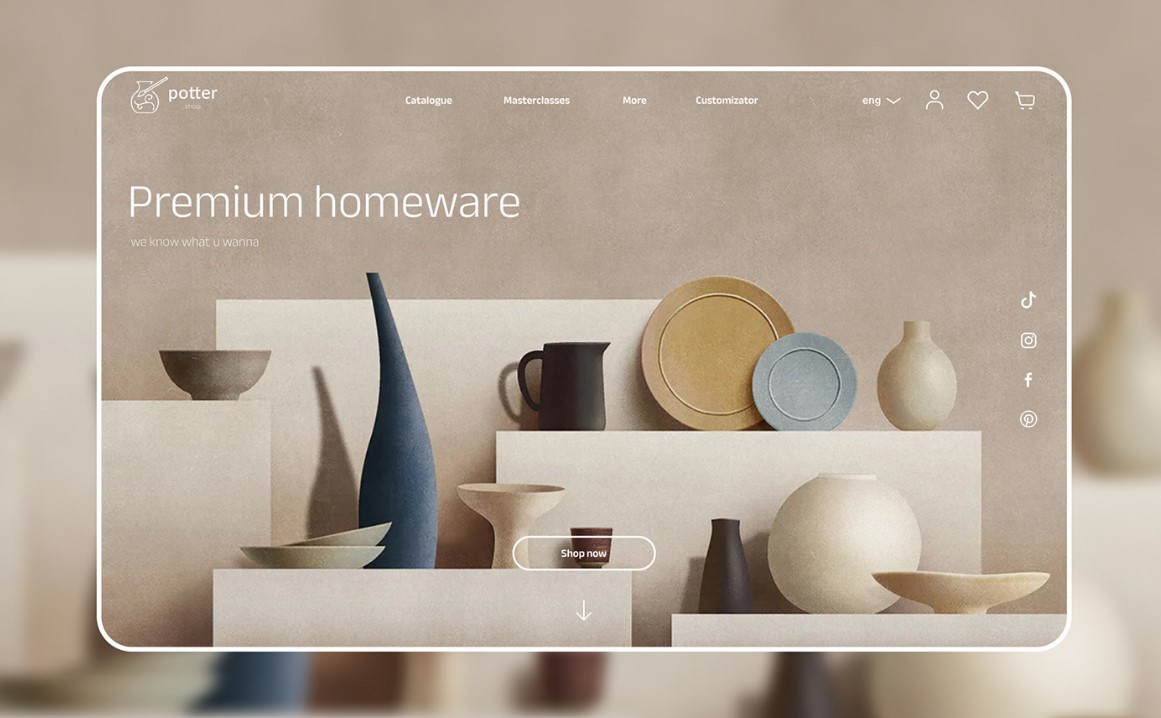 potter
shop
Catalogue
Masterclasses
More
Customizator
eng
Premium homeware
we know what u wanna
Shop now